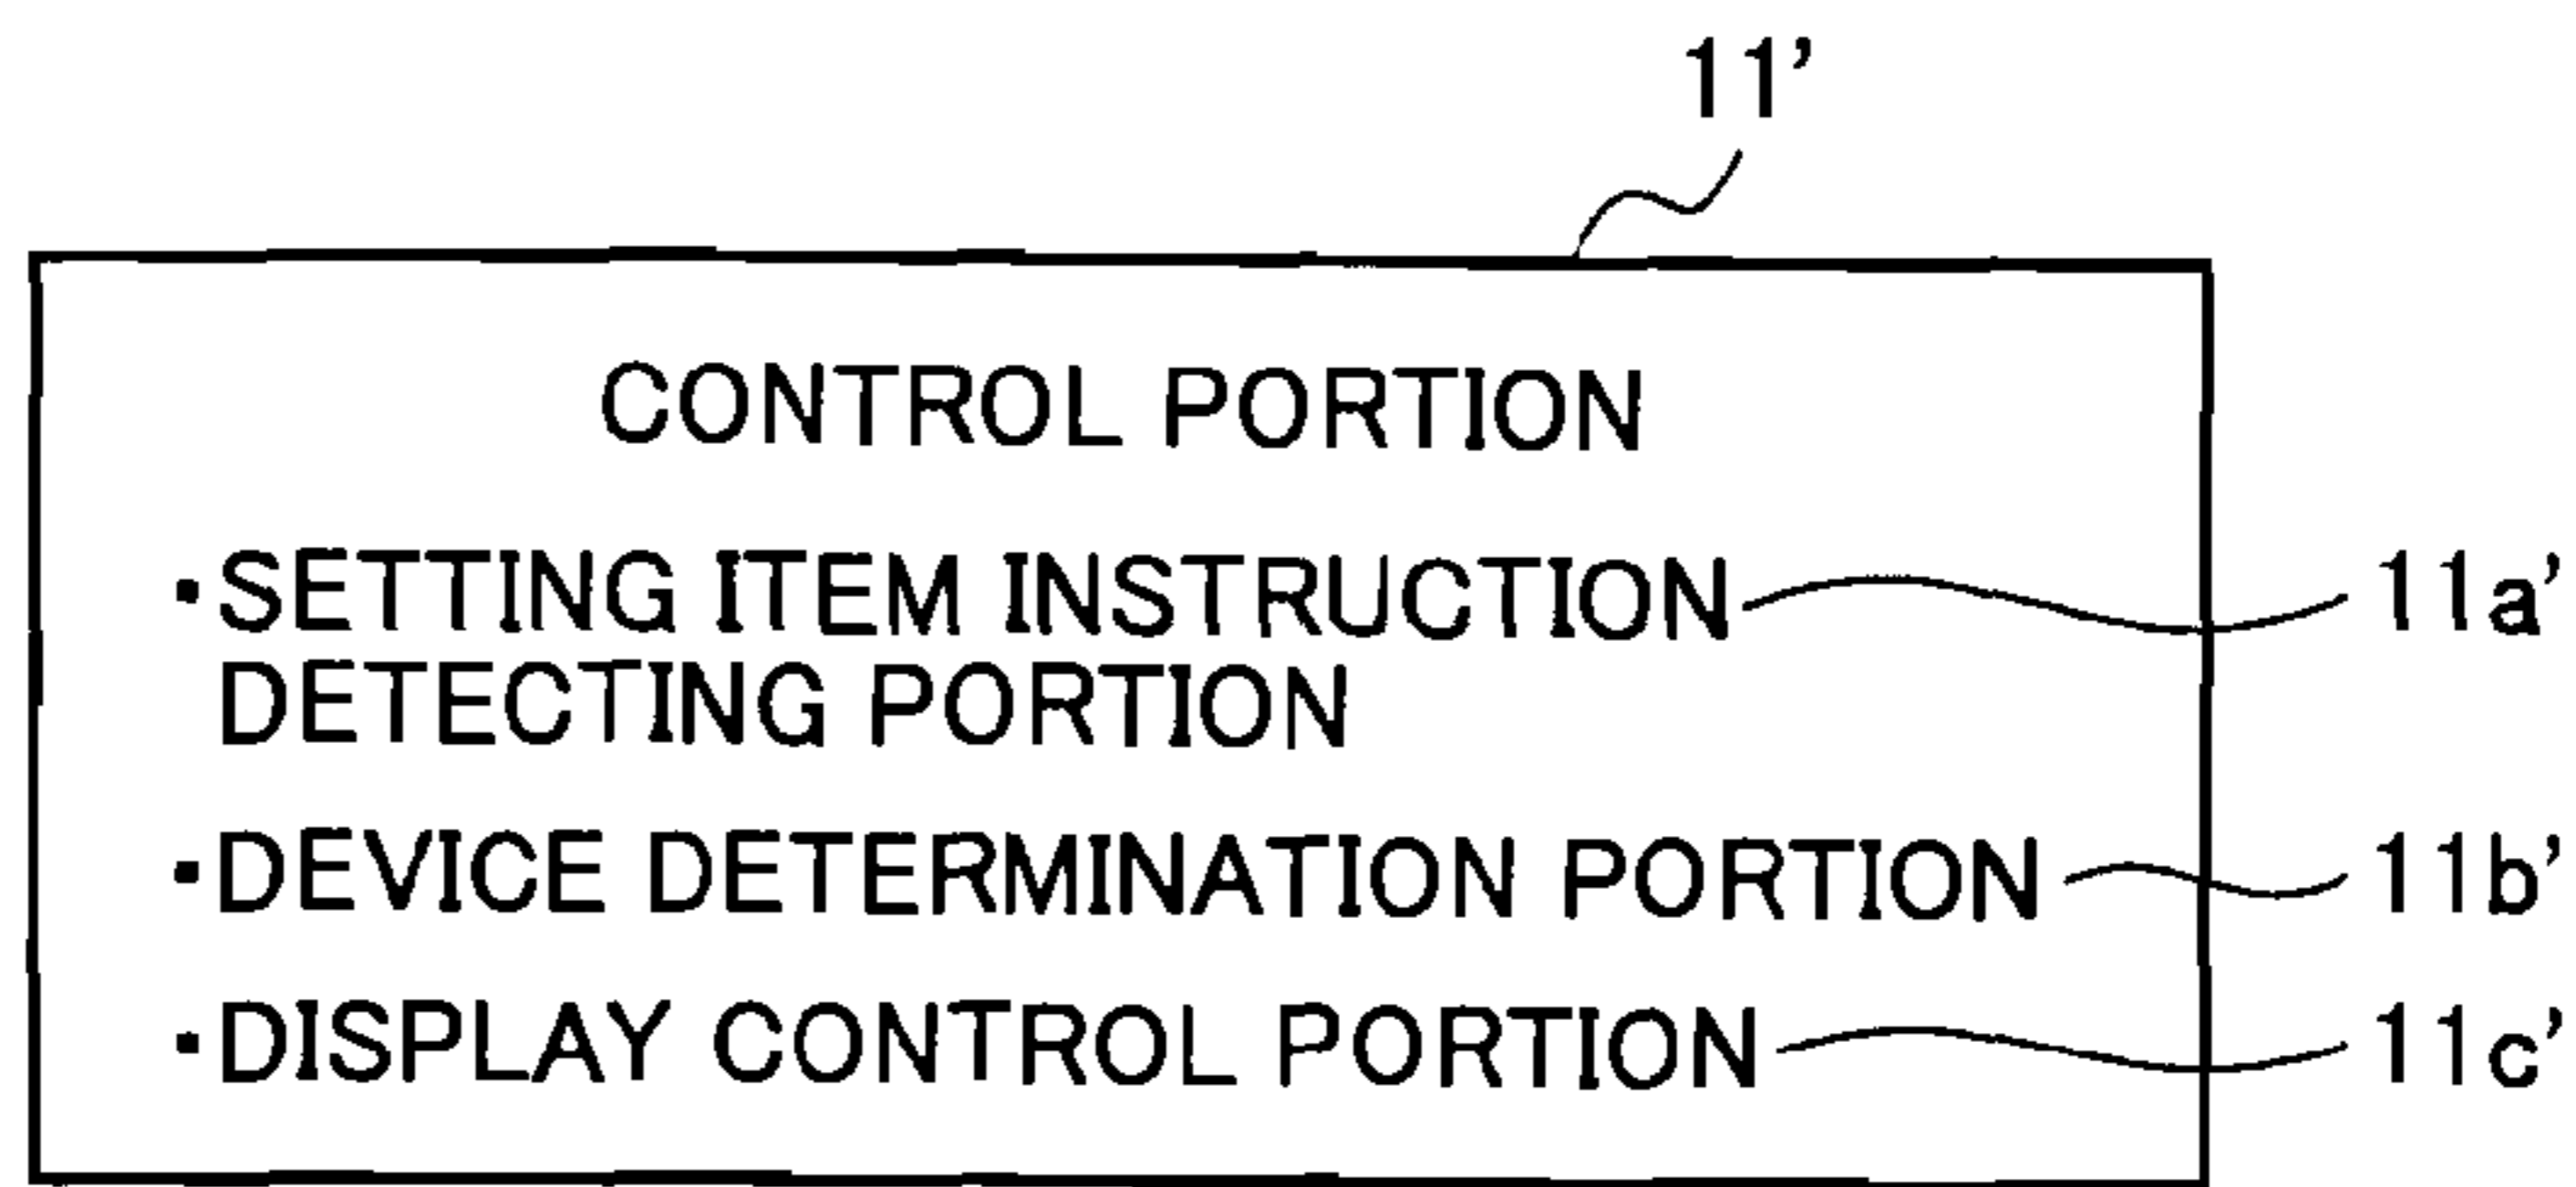 11’
CONTROL PORTION
・SETTING ITEM INSTRUCTION 11a’
DETECTING PORTION
・DEVICE DETERMINATION PORTION 11b’
・DISPLAY CONTROL PORTION 11c’